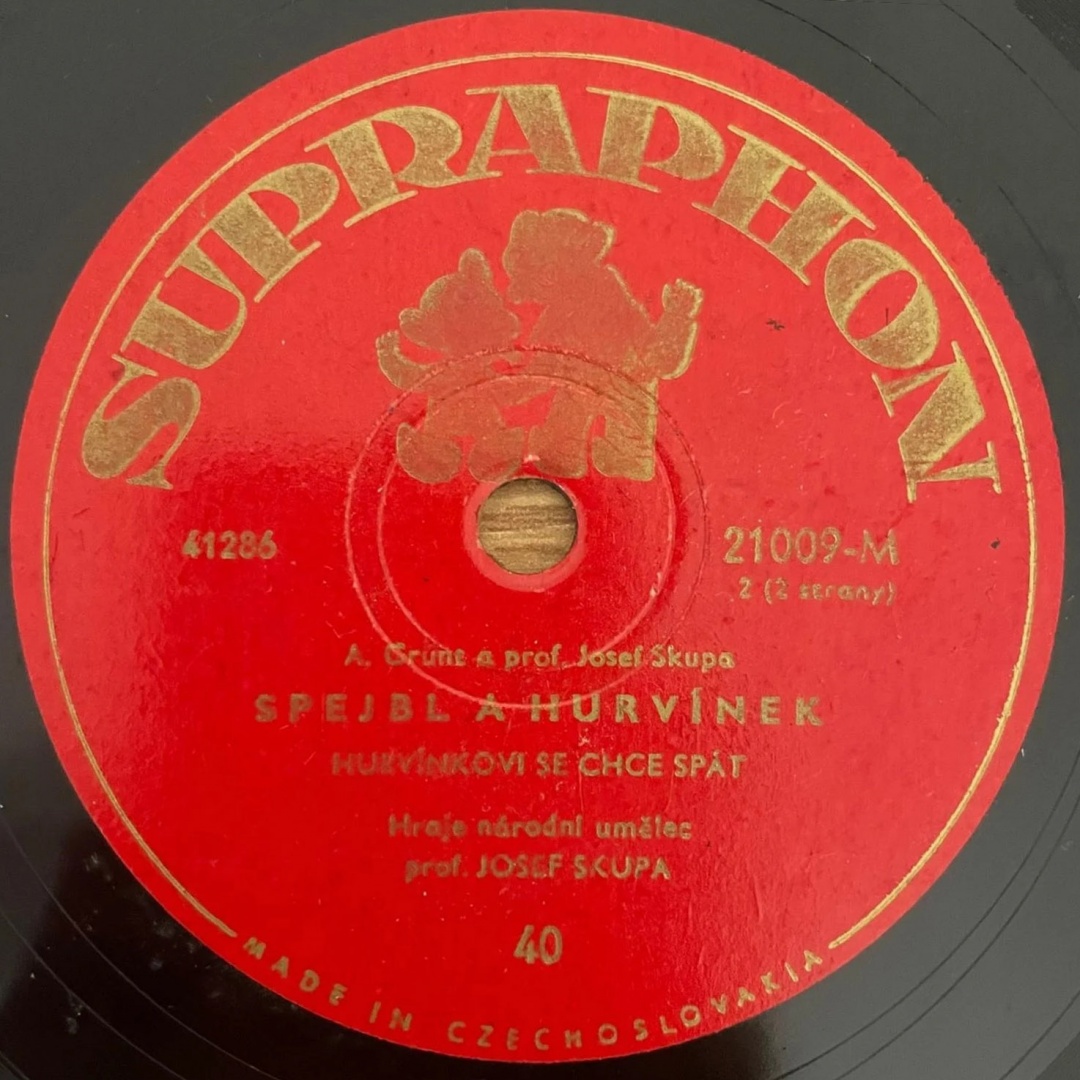 SUPRAPHON
41286
21009-M
2 (2 strany)
A. Grunt a prof. Josef Skupa
SPEJBL A HURVÍNEK
HURVÍNKOVI SE CHCE SPÁT
Hraje národní umělec
prof. JOSEF SKUPA
40
MADE IN CZECHOSLOVAKIA